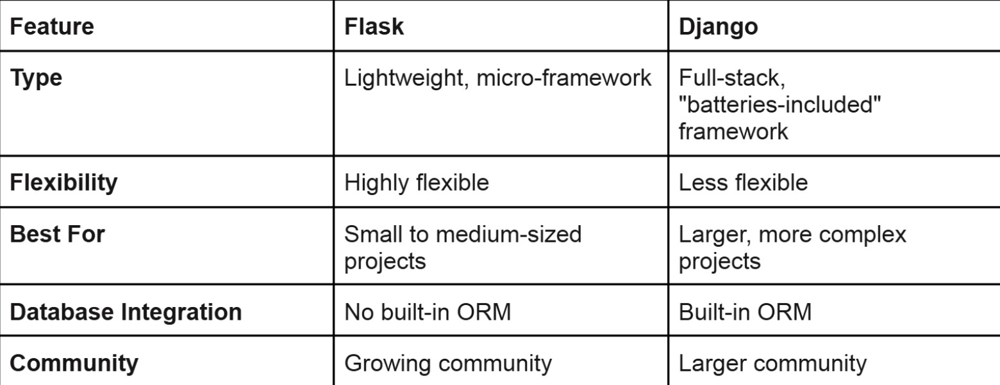 Feature Flask Django
Type Lightweight, micro-framework Full-stack,
"batteries-included"
framework
Flexibility Highly flexible Less flexible
Best For Small to medium-sized Larger, more complex
projects projects
Database Integration No built-in ORM Built-in ORM
Community Growing community Larger community